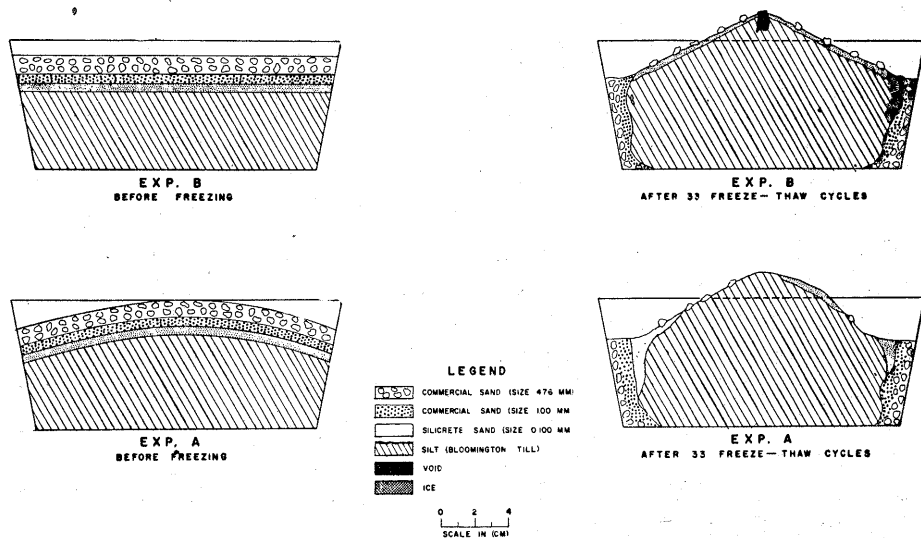 EXP. B
BEFORE FREEZING
EXP. B
AFTER 33 FREEZE—THAW CYCLES
EXP. A
BEFORE FREEZING
LEGEND
COMMERCIAL SAND (SIZE 4.76 MM)
COMMERCIAL SAND (SIZE 1.00 MM
SILICRETE SAND (SIZE 0.100 MM
SILT (BLOOMINGTON TILL)
VOID
ICE
0 2 4
SCALE IN (CM)
EXP. A
AFTER 33 FREEZE—THAW CYCLES